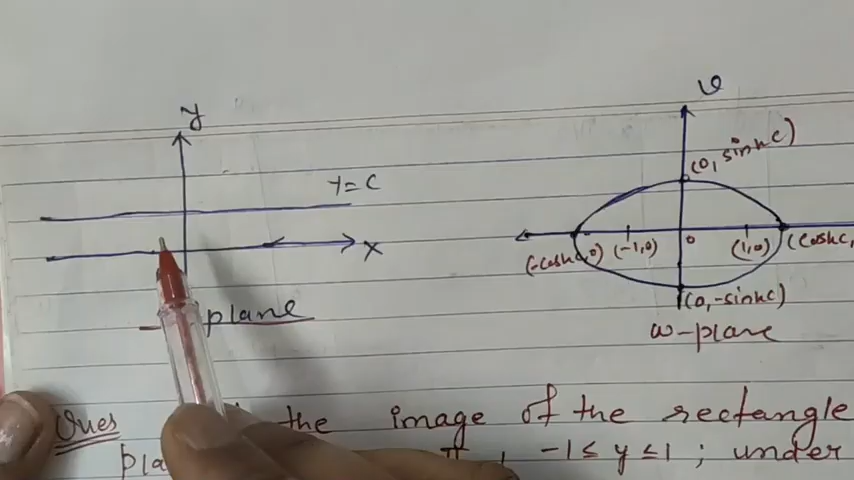 y
Y = C
x
plane
v
(0, sinhc)
(-coshc, 0) (-1,0) 0 (1,0) (coshc,
(0, -sinhc)
w-plane
Ques the image of the rectangle
pla -1 ≤ y ≤ 1 ; under